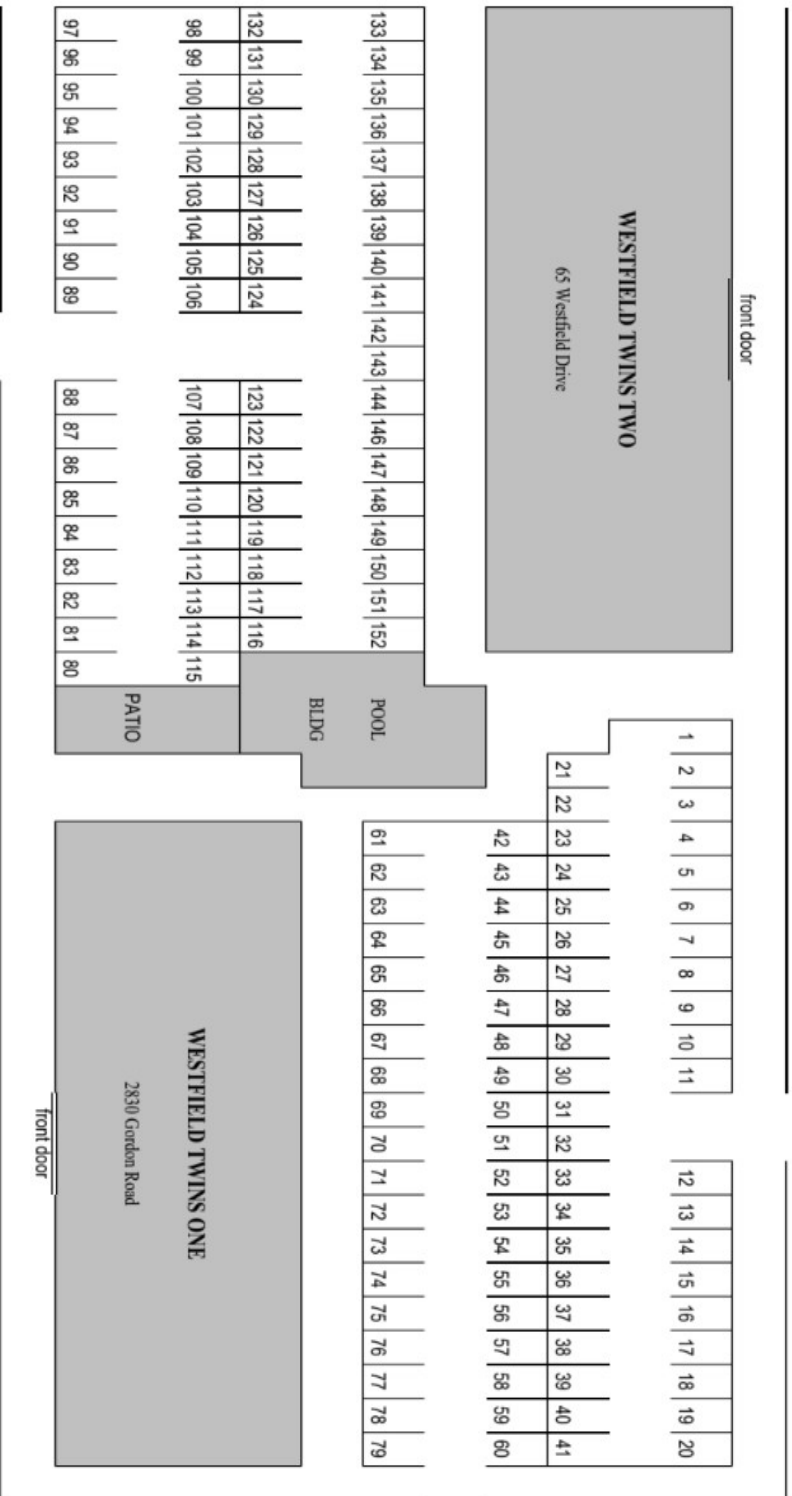 front door
1 2 3 4 5 6 7 8 9 10 11 12 13 14 15 16 17 18 19 20
WESTFIELD TWINS TWO
65 Westfield Drive
21 22 23 24 25 26 27 28 29 30 31 32 33 34 35 36 37 38 39 40 41
42 43 44 45 46 47 48 49 50 51 52 53 54 55 56 57 58 59 60
133 134 135 136 137 138 139 140 141 142 143 144 146 147 148 149 150 151 152
POOL
BLDG
61 62 63 64 65 66 67 68 69 70 71 72 73 74 75 76 77 78 79
132 131 130 129 128 127 126 125 124 123 122 121 120 119 118 117 116
98 99 100 101 102 103 104 105 106 107 108 109 110 111 112 113 114 115
WESTFIELD TWINS ONE
2830 Gordon Road
PATIO
97 96 95 94 93 92 91 90 89 88 87 86 85 84 83 82 81 80
front door